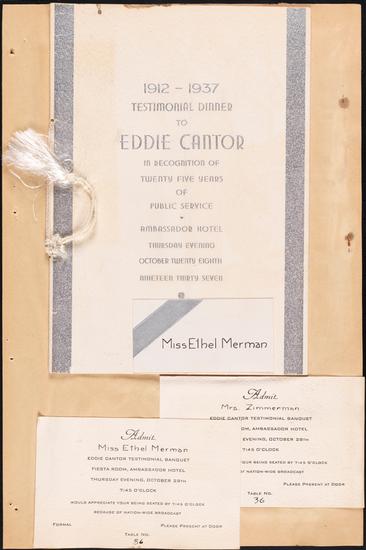 1912 - 1937
TESTIMONIAL DINNER
TO
EDDIE CANTOR
IN RECOGNITION OF
TWENTY FIVE YEARS
OF
PUBLIC SERVICE
AMBASSADOR HOTEL
THURSDAY EVENING
OCTOBER TWENTY EIGHTH
NINETEEN THIRTY SEVEN
Miss Ethel Merman
Admit
Mrs. Zimmerman
EDDIE CANTOR TESTIMONIAL BANQUET
OM, AMBASSADOR HOTEL
EVENING, OCTOBER 28TH
7:45 O'CLOCK
YOUR BEING SEATED BY 7:45 O'CLOCK
OF NATION-WIDE BROADCAST
PLEASE PRESENT AT DOOR
TABLE NO.
36
Admit
Miss Ethel Merman
EDDIE CANTOR TESTIMONIAL BANQUET
FIESTA ROOM, AMBASSADOR HOTEL
THURSDAY EVENING, OCTOBER 28TH
7:45 O'CLOCK
WOULD APPRECIATE YOUR BEING SEATED BY 7:45 O'CLOCK
BECAUSE OF NATION-WIDE BROADCAST
FORMAL PLEASE PRESENT AT DOOR
TABLE NO.
36